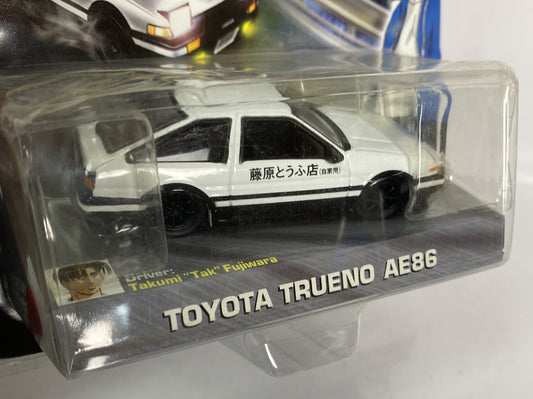 藤原とうふ店(自家用)
Driver:
Takumi "Tak" Fujiwara
TOYOTA TRUENO AE86